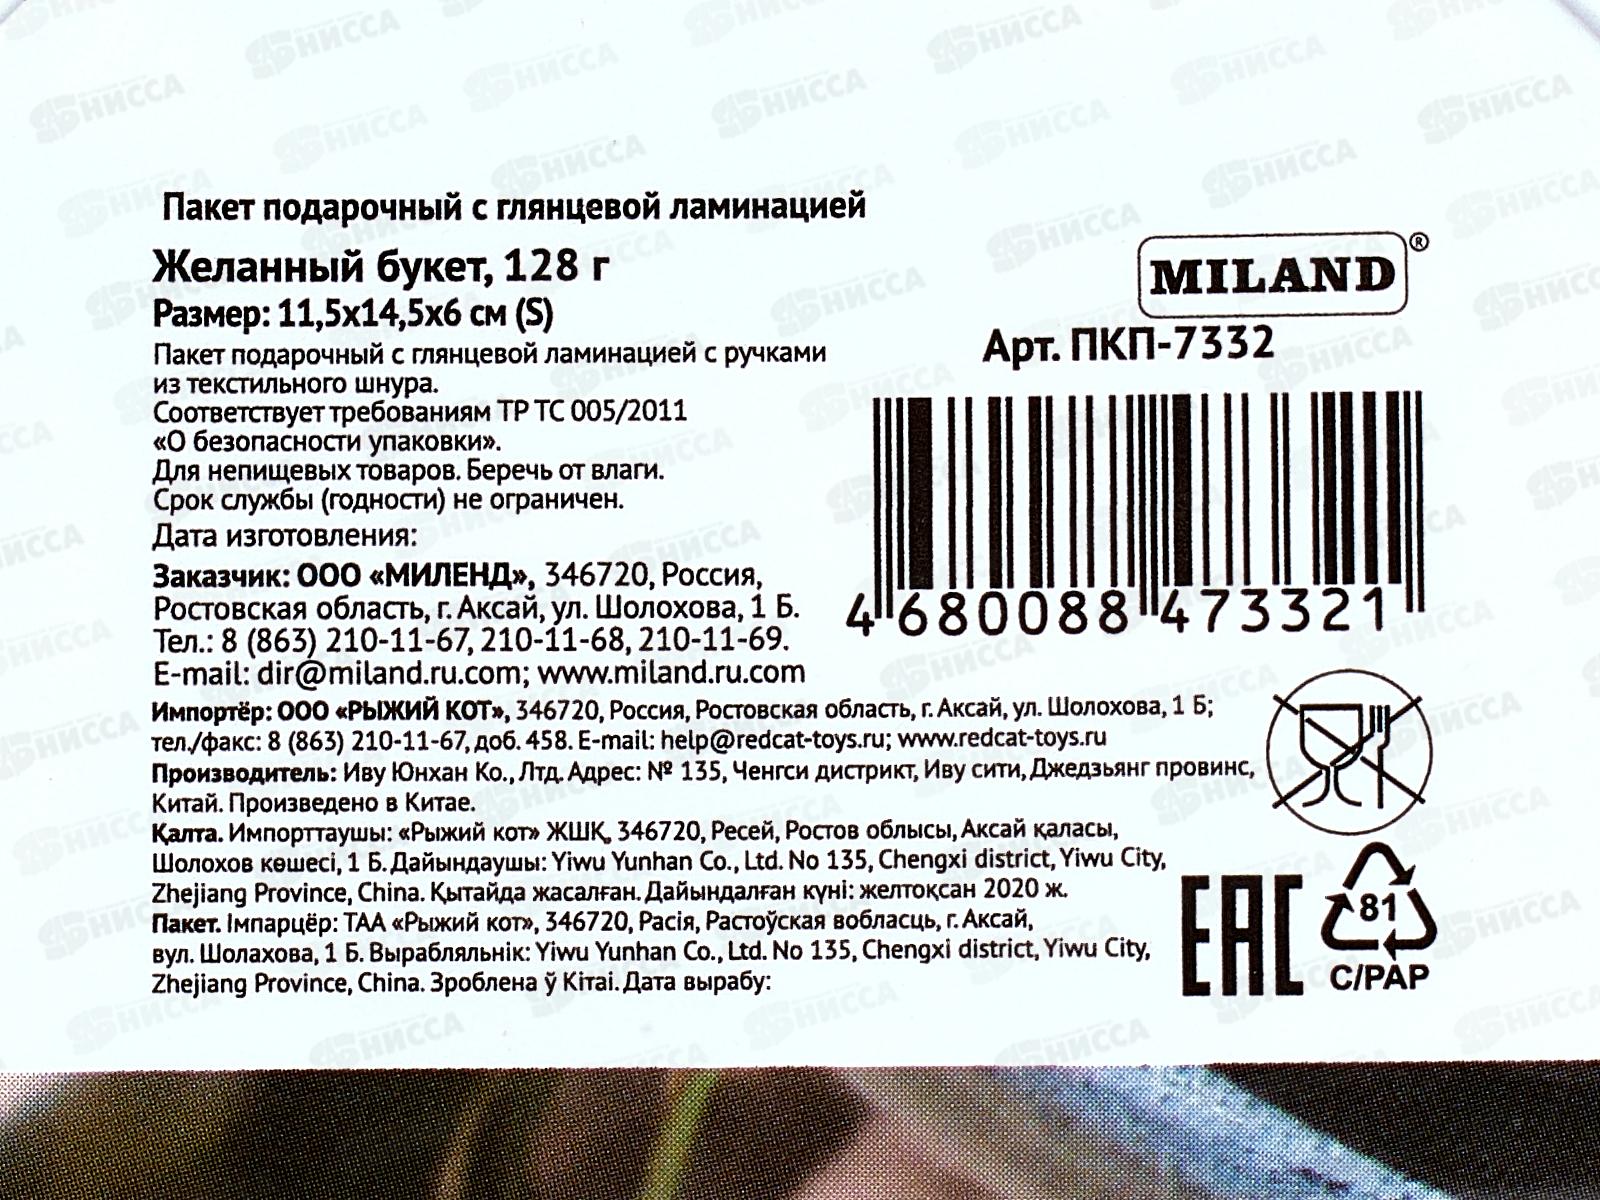 Пакет подарочный с глянцевой ламинацией
Желанный букет, 128 г
Размер: 11,5х14,5х6 см (S)
Пакет подарочный с глянцевой ламинацией с ручками
из текстильного шнура.
Соответствует требованиям ТР ТС 005/2011
«О безопасности упаковки».
Для непищевых товаров. Беречь от влаги.
Срок службы (годности) не ограничен.
Дата изготовления:
Заказчик: ООО «МИЛЕНД», 346720, Россия,
Ростовская область, г. Аксай, ул. Шолохова, 1 Б.
Тел.: 8 (863) 210-11-67, 210-11-68, 210-11-69.
E-mail: dir@miland.ru.com; www.miland.ru.com
MILAND®
Арт. ПКП-7332
4 680088 473321
Импортёр: ООО «РЫЖИЙ КОТ», 346720, Россия, Ростовская область, г. Аксай, ул. Шолохова, 1 Б;
тел./факс: 8 (863) 210-11-67, доб. 458. E-mail: help@redcat-toys.ru; www.redcat-toys.ru
Производитель: Иву Юнхан Ко., Лтд. Адрес: № 135, Ченгси дистрикт, Иву сити, Джедзьянг провинс,
Китай. Произведено в Китае.
Қалта. Импорттаушы: «Рыжий кот» ЖШҚ, 346720, Ресей, Ростов облысы, Аксай қаласы,
Шолохов көшесі, 1 Б. Дайындаушы: Yiwu Yunhan Co., Ltd. No 135, Chengxi district, Yiwu City,
Zhejiang Province, China. Қытайда жасалған. Дайындалған күні: желтоқсан 2020 ж.
Пакет. Імпарцёр: ТАА «Рыжий кот», 346720, Расія, Растоўская вобласць, г. Аксай,
вул. Шолахова, 1 Б. Вырабляльнік: Yiwu Yunhan Co., Ltd. No 135, Chengxi district, Yiwu City,
Zhejiang Province, China. Зроблена ў Кітаі. Дата вырабу:
EAC
81
C/PAP
НИССА